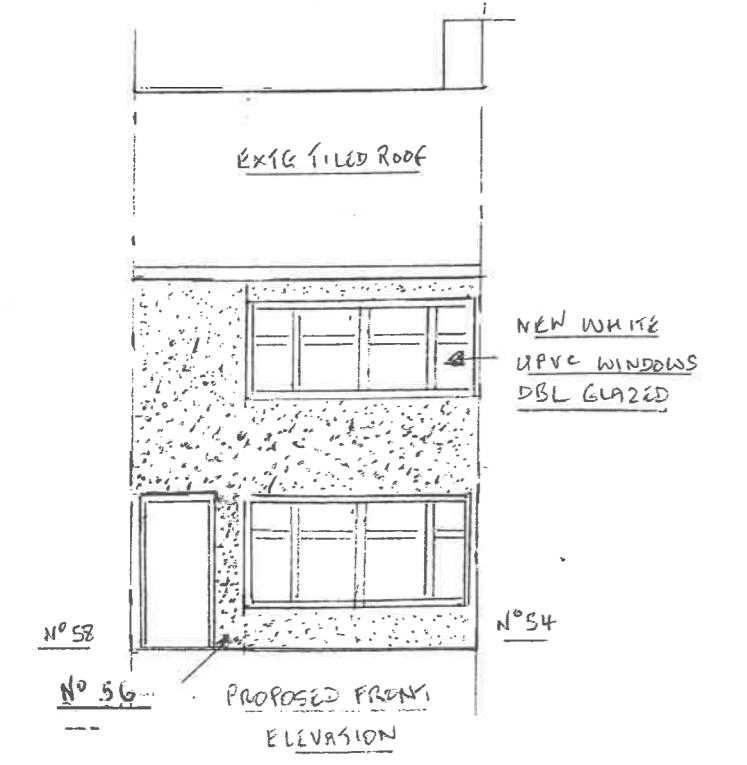 EXTG TILED ROOF
NEW WHITE
UPVC WINDOWS
DBL GLAZED
Nº 58
Nº 54
Nº 56
PROPOSED FRONT
ELEVATION